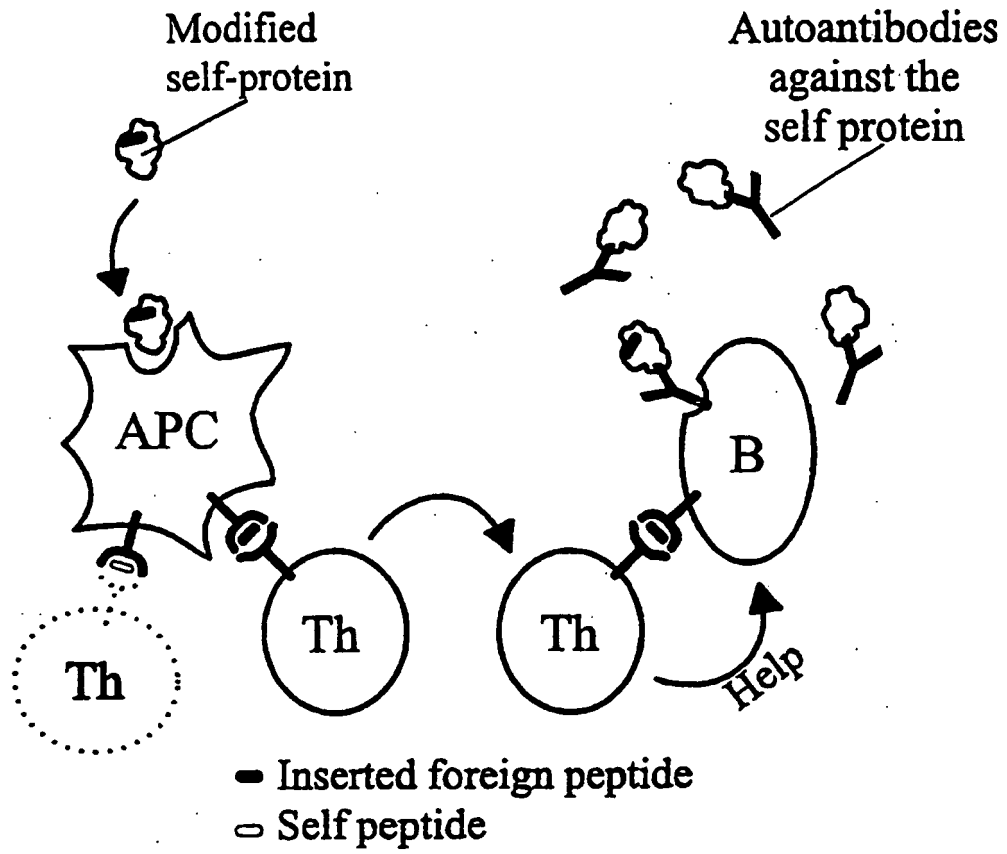 Modified
self-protein
Autoantibodies
against the
self protein
APC
B
Th
Th
Th
Help
Inserted foreign peptide
Self peptide